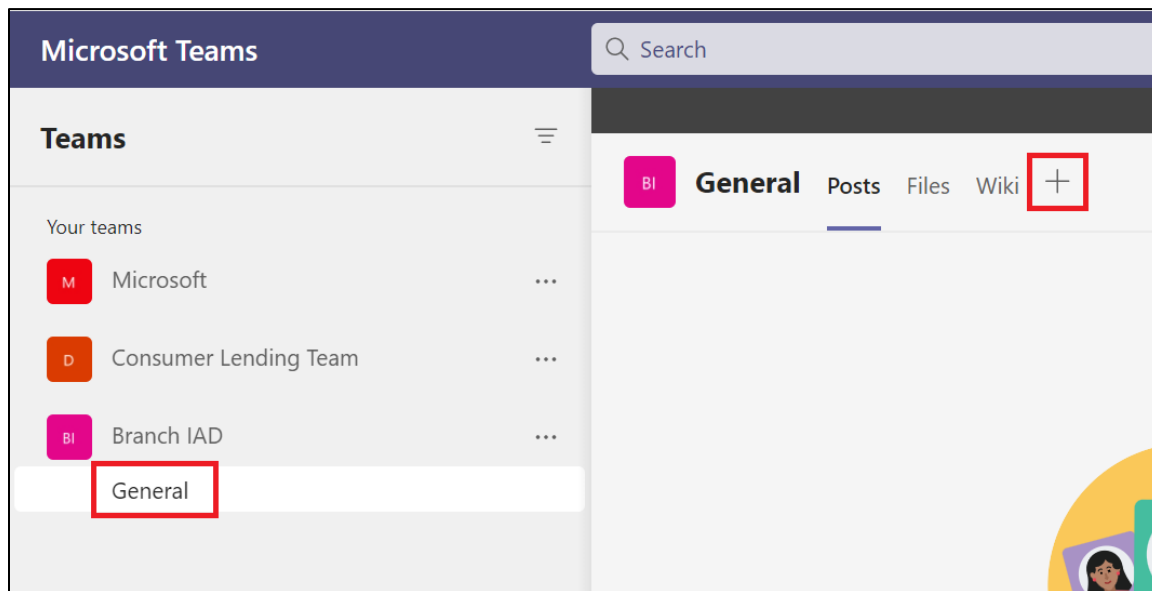 Microsoft Teams
Search
Teams
Your teams
M Microsoft ...
D Consumer Lending Team ...
BI Branch IAD ...
General
BI General Posts Files Wiki +